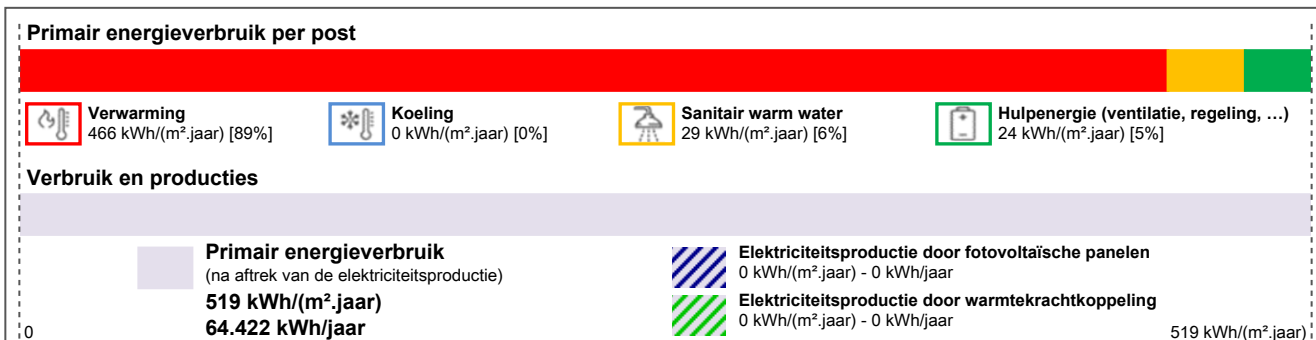 Primair energieverbruik per post
Verwarming
466 kWh/(m².jaar) [89%]
Koeling
0 kWh/(m².jaar) [0%]
Sanitair warm water
29 kWh/(m².jaar) [6%]
Hulpenergie (ventilatie, regeling, …)
24 kWh/(m².jaar) [5%]
Verbruik en producties
Primair energieverbruik
(na aftrek van de elektriciteitsproductie)
519 kWh/(m².jaar)
64.422 kWh/jaar
Elektriciteitsproductie door fotovoltaïsche panelen
0 kWh/(m².jaar) - 0 kWh/jaar
Elektriciteitsproductie door warmtekrachtkoppeling
0 kWh/(m².jaar) - 0 kWh/jaar
0
519 kWh/(m².jaar)